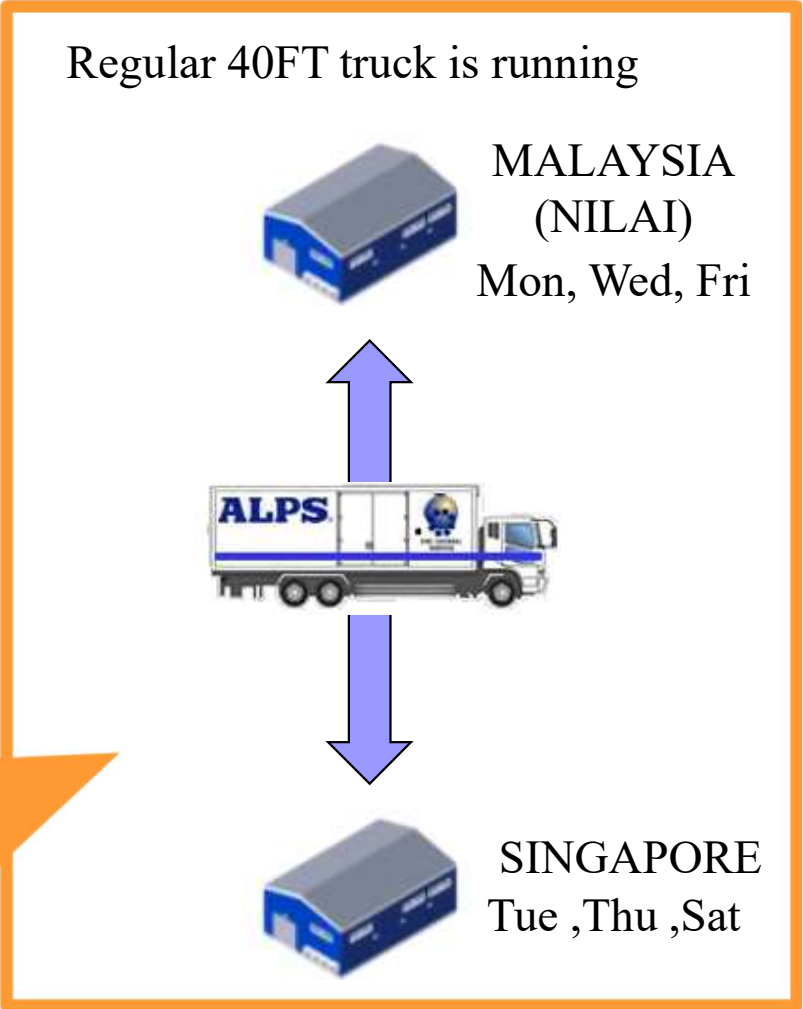 Regular 40FT truck is running
MALAYSIA
(NILAI)
Mon, Wed, Fri
ALPS
SINGAPORE
Tue ,Thu ,Sat